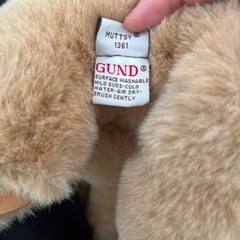 MUTTSY®
1361
GUND®
SURFACE WASHABLE
MILD SUDS-COLD
WATER-AIR DRY-
BRUSH GENTLY